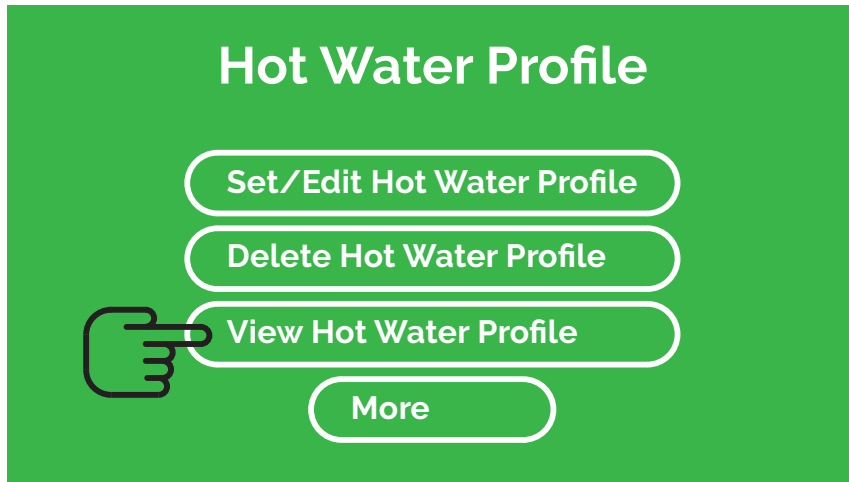 Hot Water Profile
Set/Edit Hot Water Profile
Delete Hot Water Profile
View Hot Water Profile
More